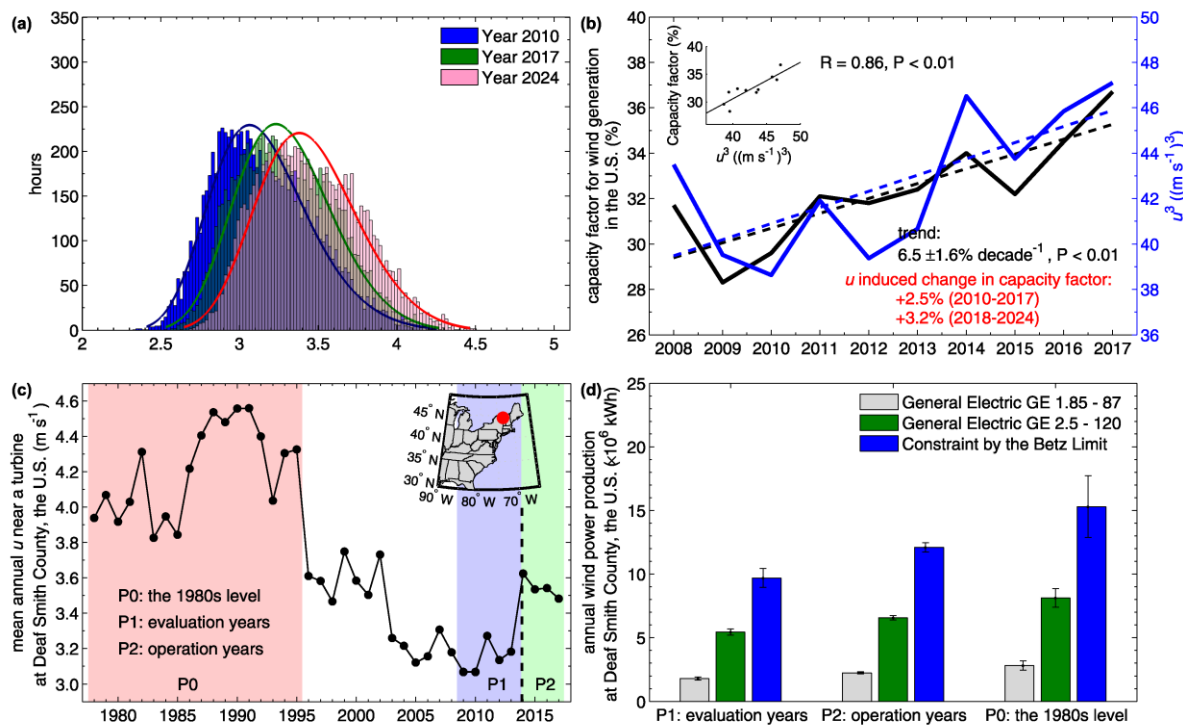 (a)
350
300
250
200
150
100
50
0
hours
Year 2010
Year 2017
Year 2024
2 2.5 3 3.5 4 4.5 5
(b)
40
38
36
34
32
30
28
26
capacity factor for wind generation
in the U.S. (%)
Capacity factor (%)
40
35
30
40 45 50
u³ ((m s⁻¹)³)
R = 0.86, P < 0.01
trend:
6.5 ±1.6% decade⁻¹ , P < 0.01
u induced change in capacity factor:
+2.5% (2010-2017)
+3.2% (2018-2024)
50
48
46
44
42
40
38
36
u³ ((m s⁻¹)³)
2008 2009 2010 2011 2012 2013 2014 2015 2016 2017
(c)
4.6
4.4
4.2
4.0
3.8
3.6
3.4
3.2
3.0
mean annual u near a turbine
at Deaf Smith County, the U.S. (m s⁻¹)
45°N
40°N
35°N
30°N
90°W 80°W 70°W
P0: the 1980s level
P1: evaluation years
P2: operation years
P0 P1 P2
1980 1985 1990 1995 2000 2005 2010 2015
(d)
25
20
15
10
5
0
annual wind power production
at Deaf Smith County, the U.S. (×10⁶ kWh)
General Electric GE 1.85 - 87
General Electric GE 2.5 - 120
Constraint by the Betz Limit
P1: evaluation years P2: operation years P0: the 1980s level